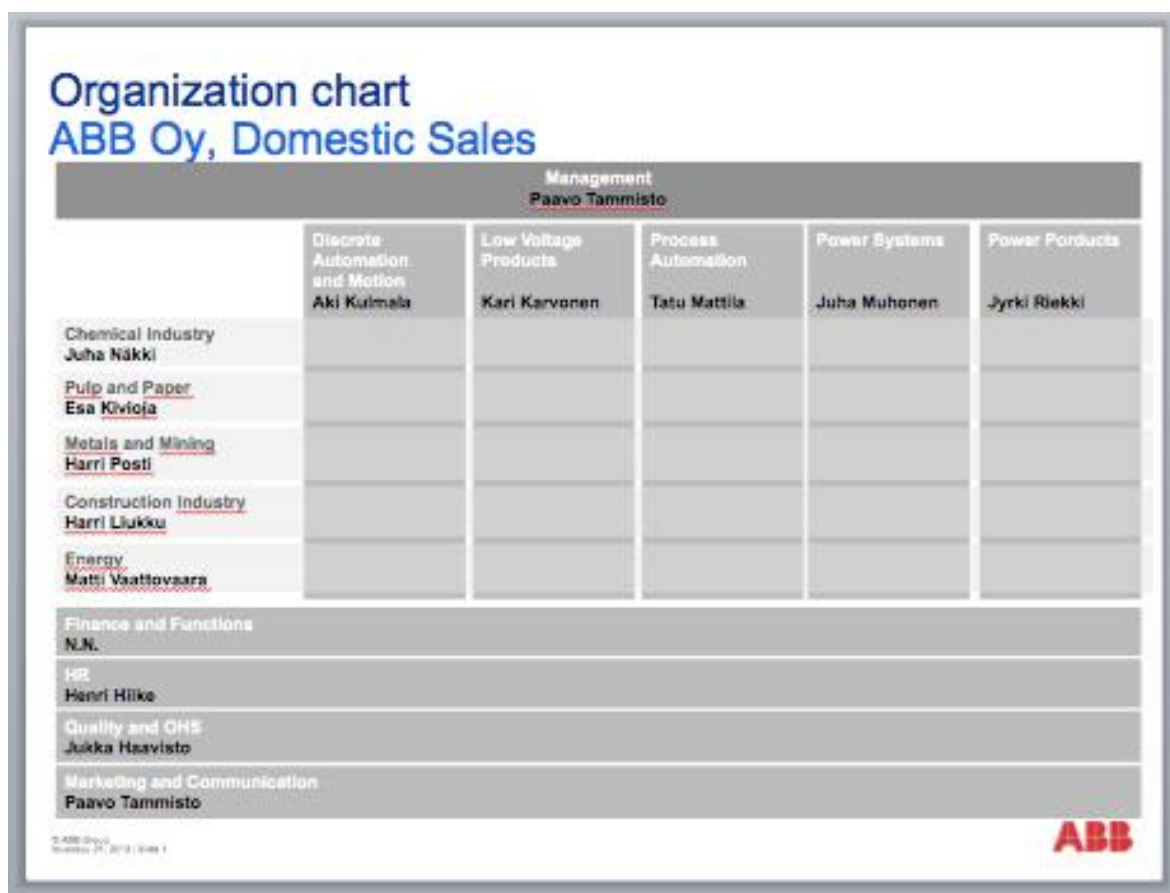 Organization chart
ABB Oy, Domestic Sales
Management
Paavo Tammisto
Discrete
Automation
and Motion
Aki Kulmala
Low Voltage
Products
Kari Karvonen
Process
Automation
Tatu Mattila
Power Systems
Juha Muhonen
Power Porducts
Jyrki Riekki
Chemical Industry
Juha Näkki
Pulp and Paper
Esa Kivioja
Metals and Mining
Harri Posti
Construction Industry
Harri Liukku
Energy
Matti Vaattovaara
Finance and Functions
N.N.
HR
Henri Hilke
Quality and OHS
Jukka Haavisto
Marketing and Communication
Paavo Tammisto
© ABB Group
ABB